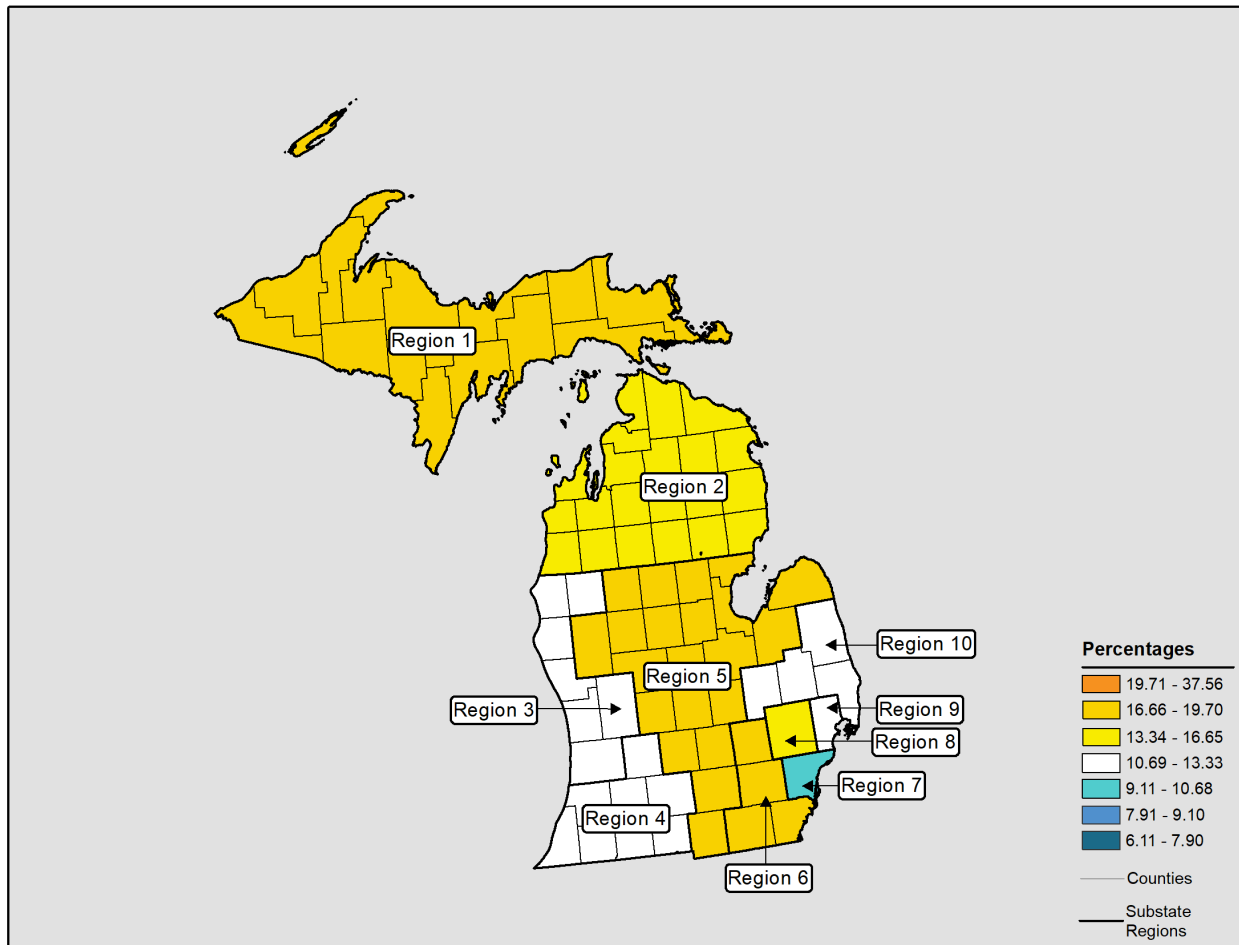 Region 1
Region 2
Region 10
Region 5
Region 3
Region 9
Region 8
Region 7
Region 4
Region 6
Percentages
19.71 - 37.56
16.66 - 19.70
13.34 - 16.65
10.69 - 13.33
9.11 - 10.68
7.91 - 9.10
6.11 - 7.90
Counties
Substate
Regions